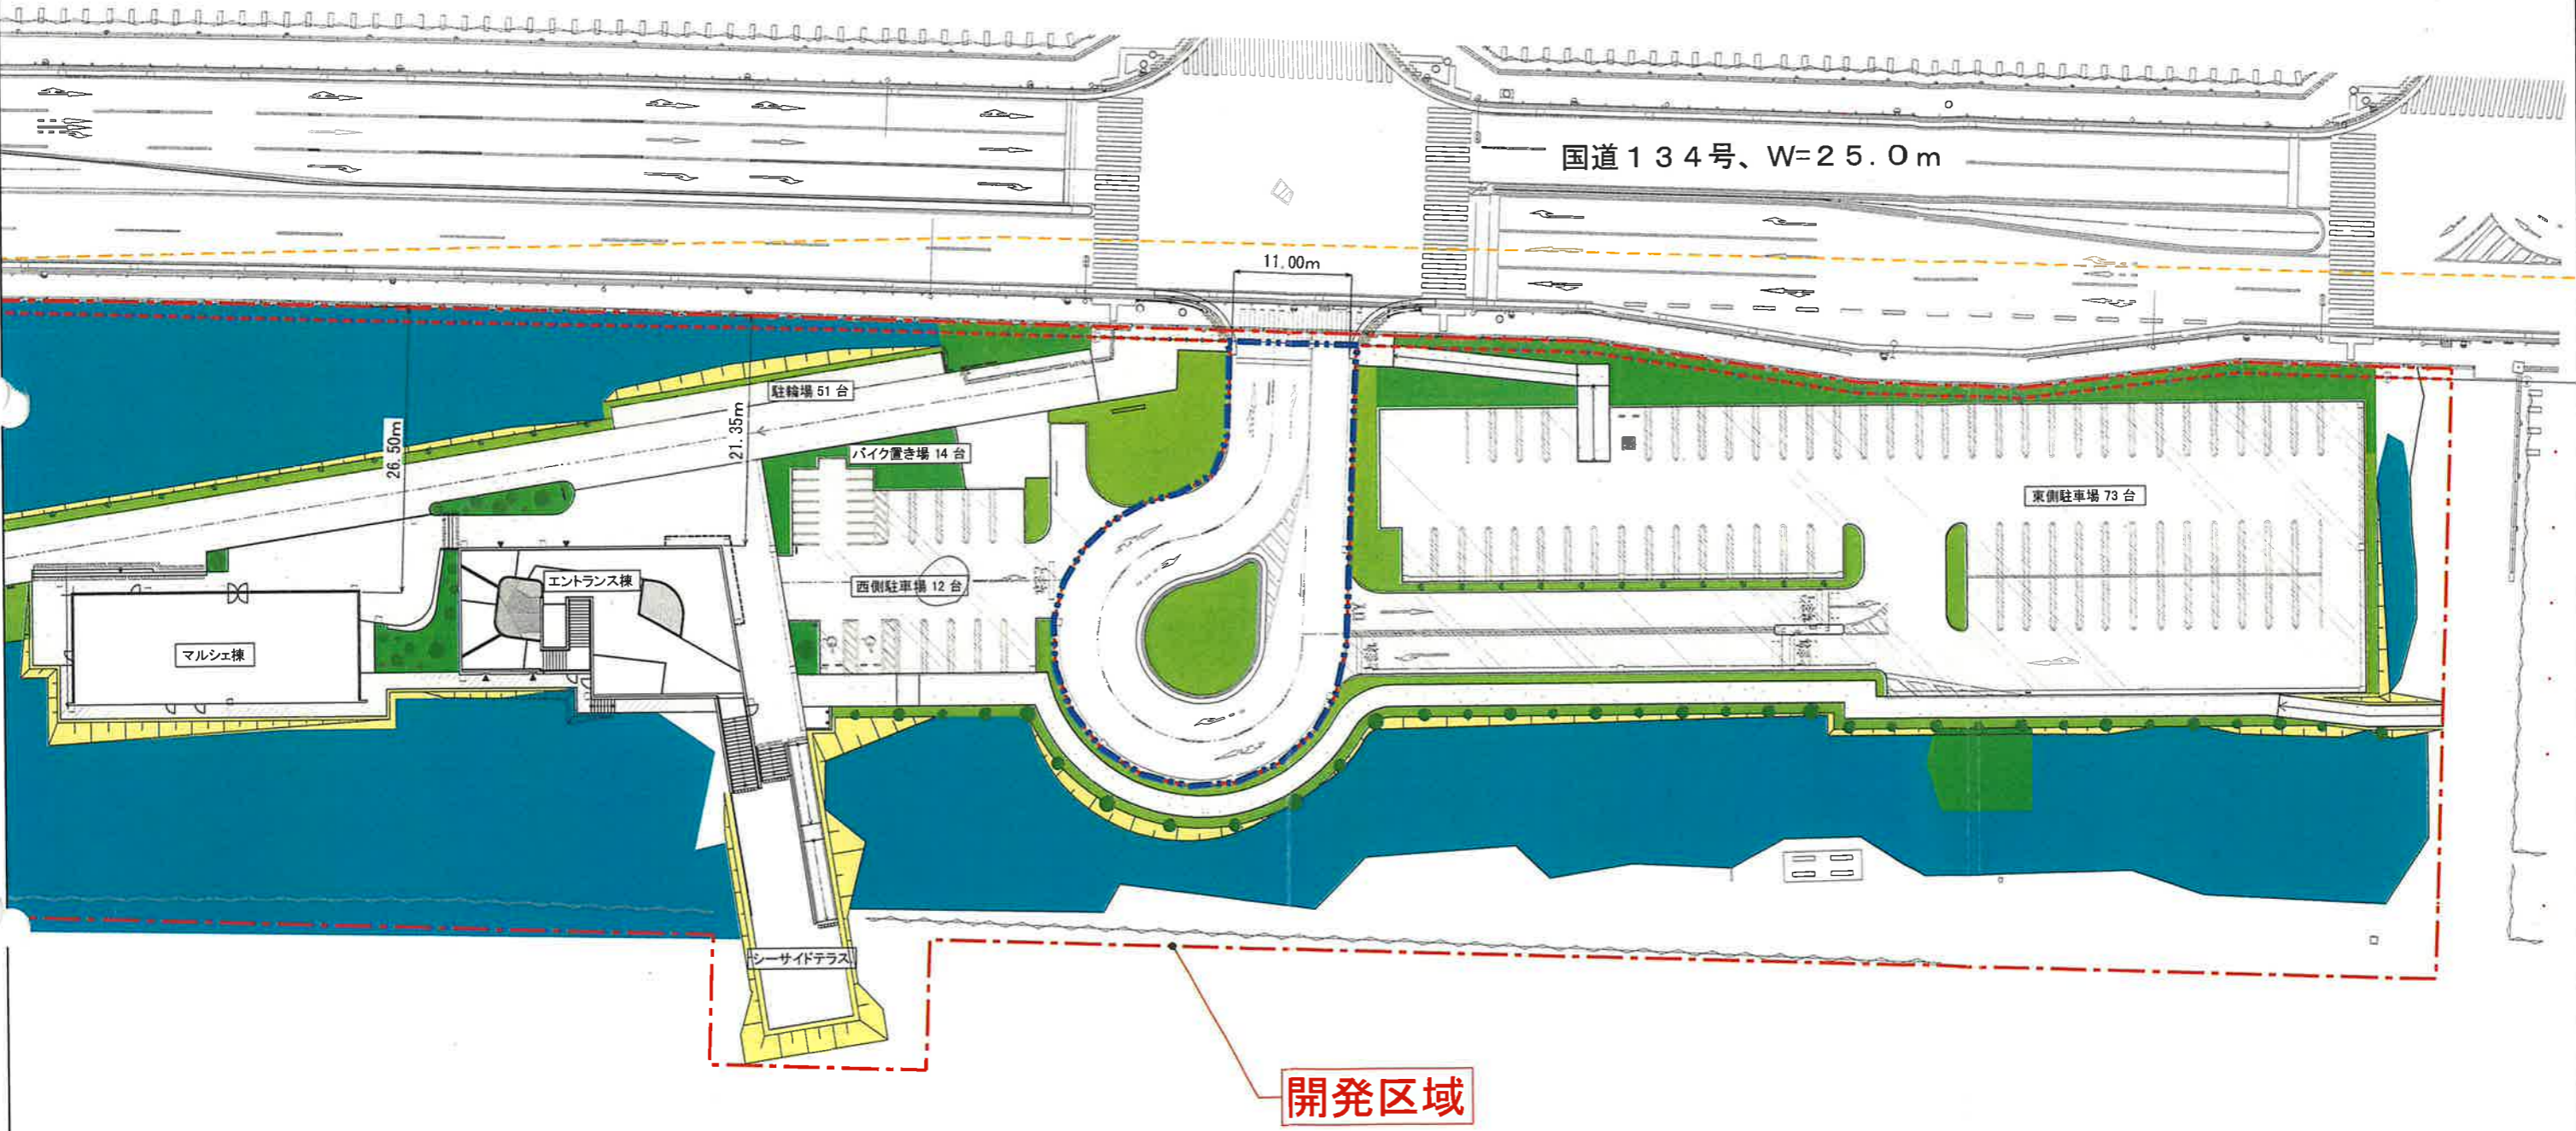 国道134号、W=25.0m
11.00m
駐輪場 51 台
26.50m
21.35m
バイク置き場 14 台
東側駐車場 73 台
エントランス棟
西側駐車場 12 台
マルシェ棟
シーサイドテラス
開発区域